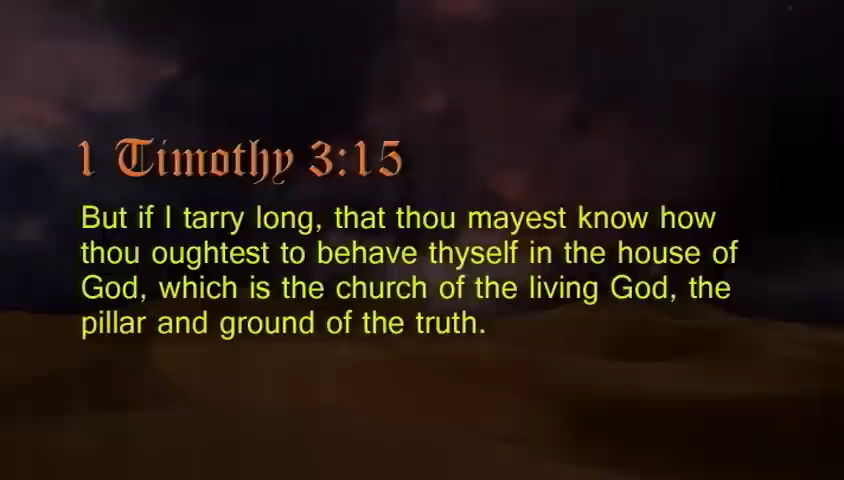 1 Timothy 3:15
But if I tarry long, that thou mayest know how
thou oughtest to behave thyself in the house of
God, which is the church of the living God, the
pillar and ground of the truth.